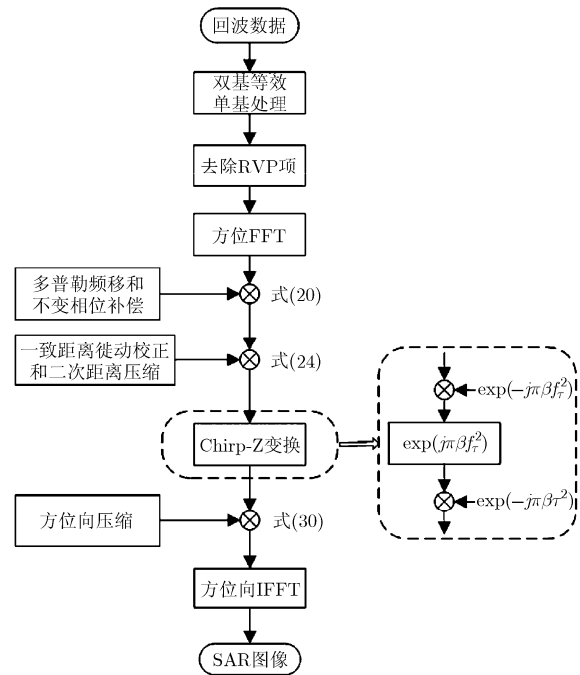 回波数据
双基等效
单基处理
去除RVP项
方位FFT
多普勒频移和
不变相位补偿
式(20)
一致距离徙动校正
和二次距离压缩
式(24)
Chirp-Z变换
exp(−jπβf_τ^2)
exp(jπβf_τ^2)
exp(−jπβτ^2)
方位向压缩
式(30)
方位向IFFT
SAR图像